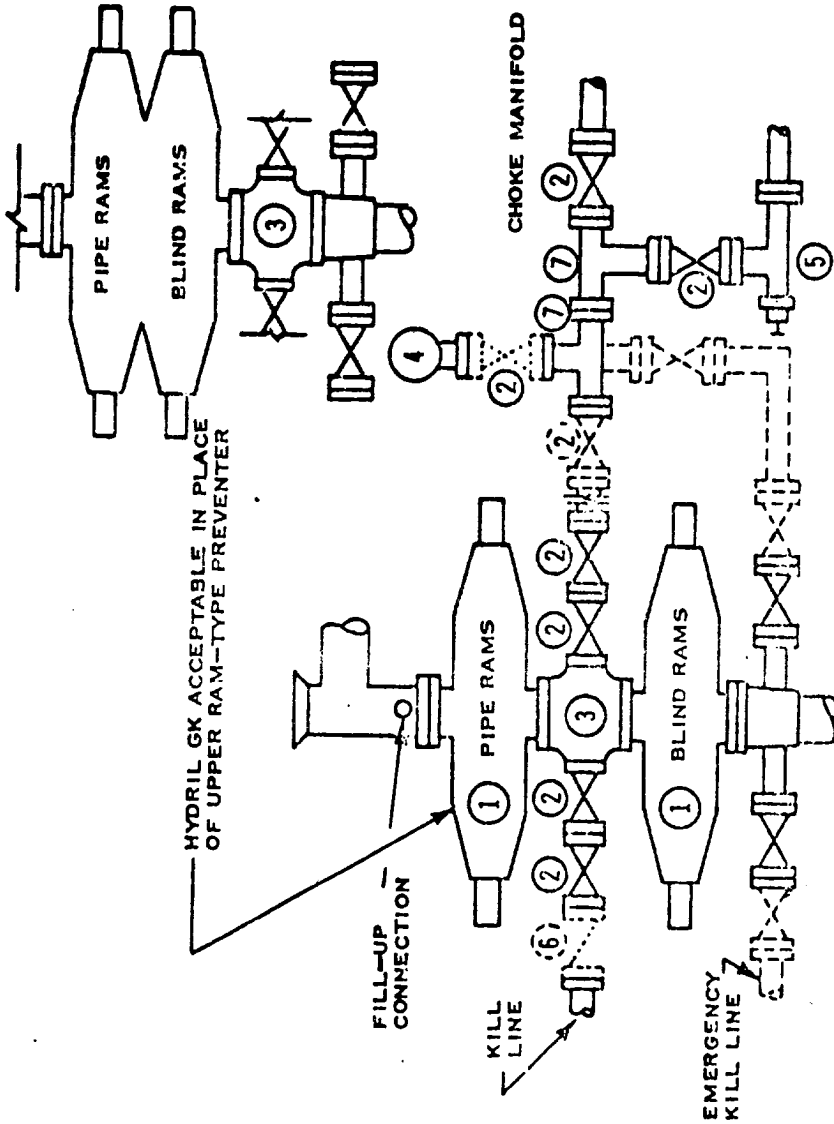 HYDRIL GK ACCEPTABLE IN PLACE
OF UPPER RAM-TYPE PREVENTER
PIPE RAMS
BLIND RAMS
3
FILL-UP
CONNECTION
1
PIPE RAMS
4
2
CHOKE MANIFOLD
KILL
LINE
6
2
2
3
2
2
2
7
7
2
2
5
1
BLIND RAMS
EMERGENCY
KILL LINE